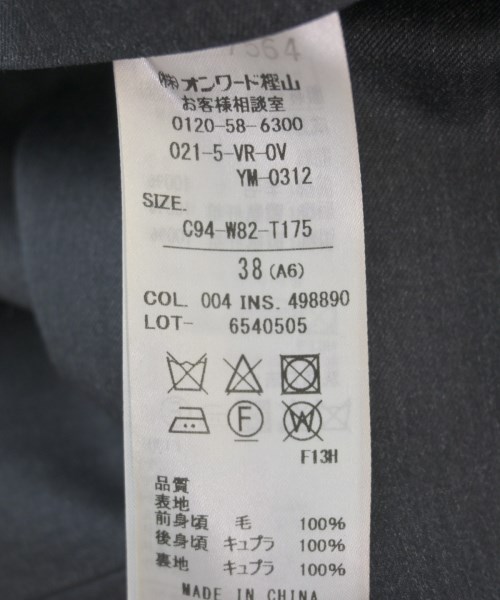 ㈱オンワード樫山
お客様相談室
0120-58-6300
021-5-VR-OV
YM-0312
SIZE.
C94-W82-T175
38 (A6)
COL. 004 INS. 498890
LOT- 6540505
F
W
F13H
品質
表地
前身頃 毛 100%
後身頃 キュプラ 100%
裏地 キュプラ 100%
MADE IN CHINA